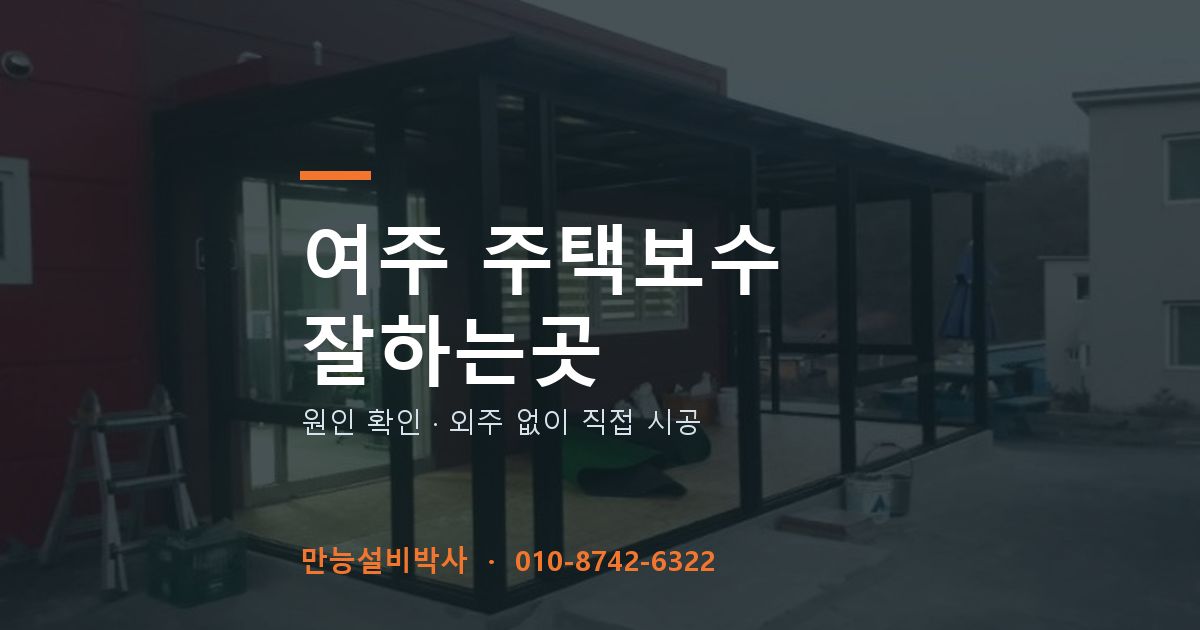 여주 주택보수
잘하는곳
원인 확인 · 외주 없이 직접 시공
만능설비박사 · 010-8742-6322